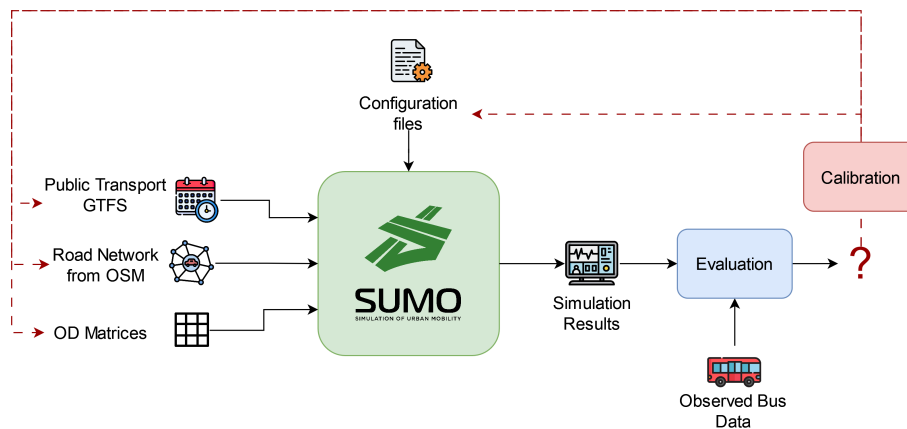 Configuration
files
Public Transport
GTFS
Calibration
Road Network
from OSM
Evaluation
?
SUMO
SIMULATION OF URBAN MOBILITY
Simulation
Results
OD Matrices
Observed Bus
Data